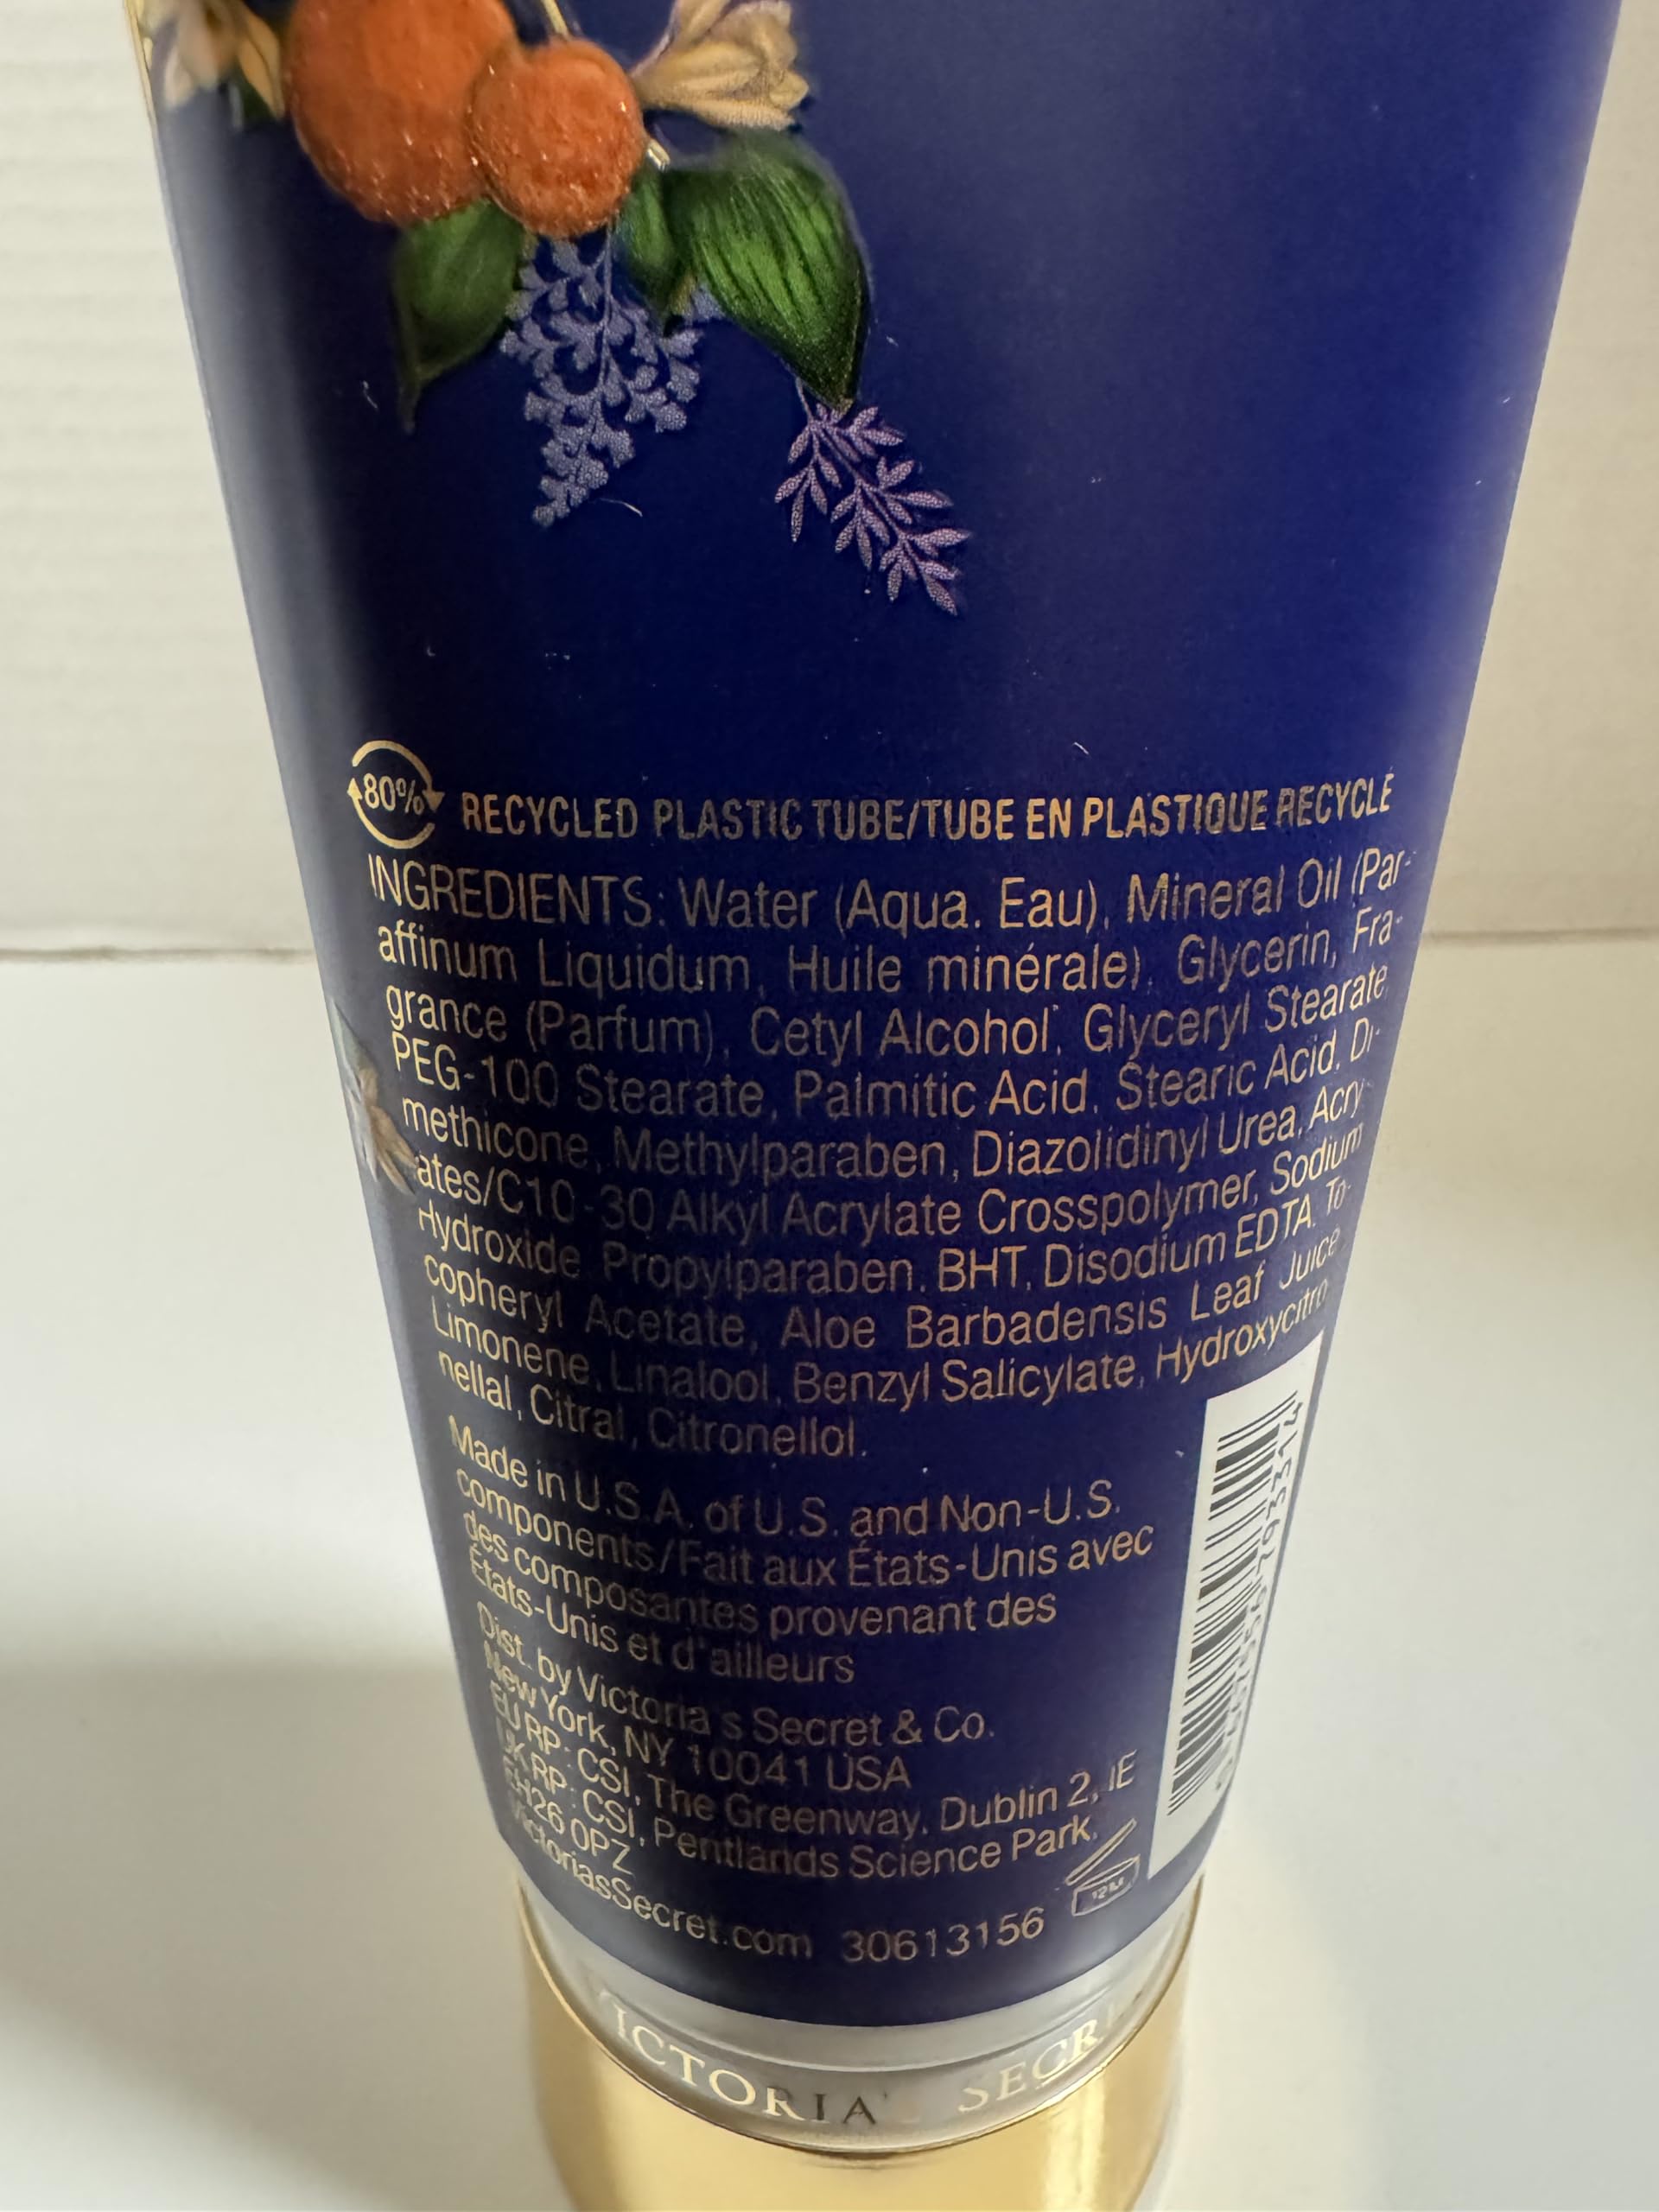 80%
RECYCLED PLASTIC TUBE/TUBE EN PLASTIQUE RECYCLÉ
INGREDIENTS: Water (Aqua, Eau), Mineral Oil (Par-
affinum Liquidum, Huile minérale), Glycerin, Fra-
grance (Parfum), Cetyl Alcohol, Glyceryl Stearate,
PEG-100 Stearate, Palmitic Acid, Stearic Acid, Di-
methicone, Methylparaben, Diazolidinyl Urea, Acry-
ates/C10-30 Alkyl Acrylate Crosspolymer, Sodium
Hydroxide, Propylparaben, BHT, Disodium EDTA, To-
copheryl Acetate, Aloe Barbadensis Leaf Juice
Limonene, Linalool, Benzyl Salicylate, Hydroxycitro
nellal, Citral, Citronellol.
Made in U.S.A. of U.S. and Non-U.S.
components/Fait aux États-Unis avec
des composantes provenant des
États-Unis et d'ailleurs
Dist. by Victoria's Secret & Co.
New York, NY 10041 USA
EU RP: CSI, The Greenway, Dublin 2, IE
UK RP: CSI, Pentlands Science Park,
EH26 0PZ
VictoriasSecret.com 30613156
VICTORIA'S SECR